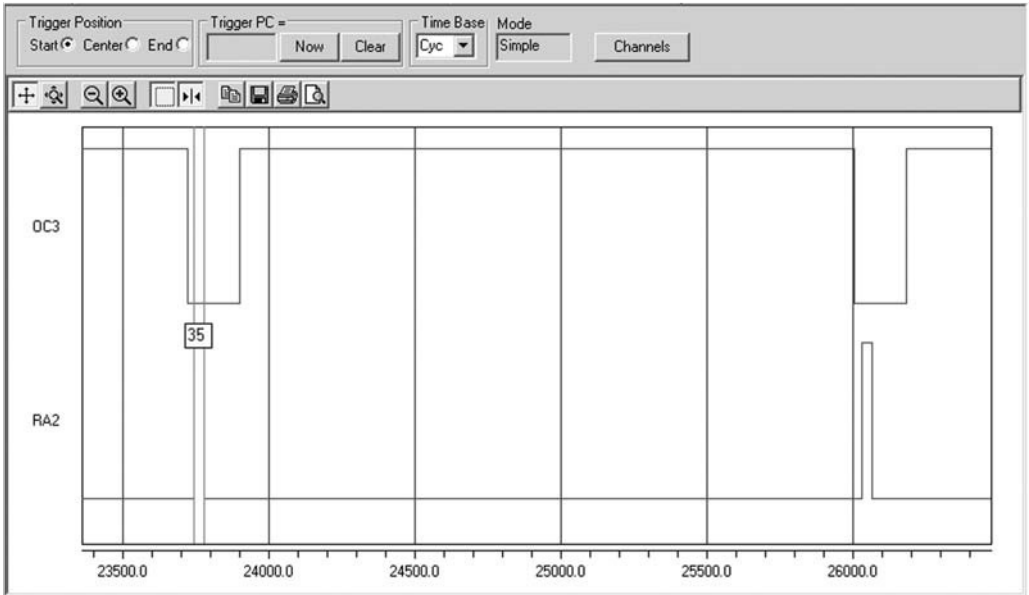 Trigger Position
Start Center End
Trigger PC =
Now Clear
Time Base
Cyc
Mode
Simple
Channels
OC3
35
RA2
23500.0 24000.0 24500.0 25000.0 25500.0 26000.0